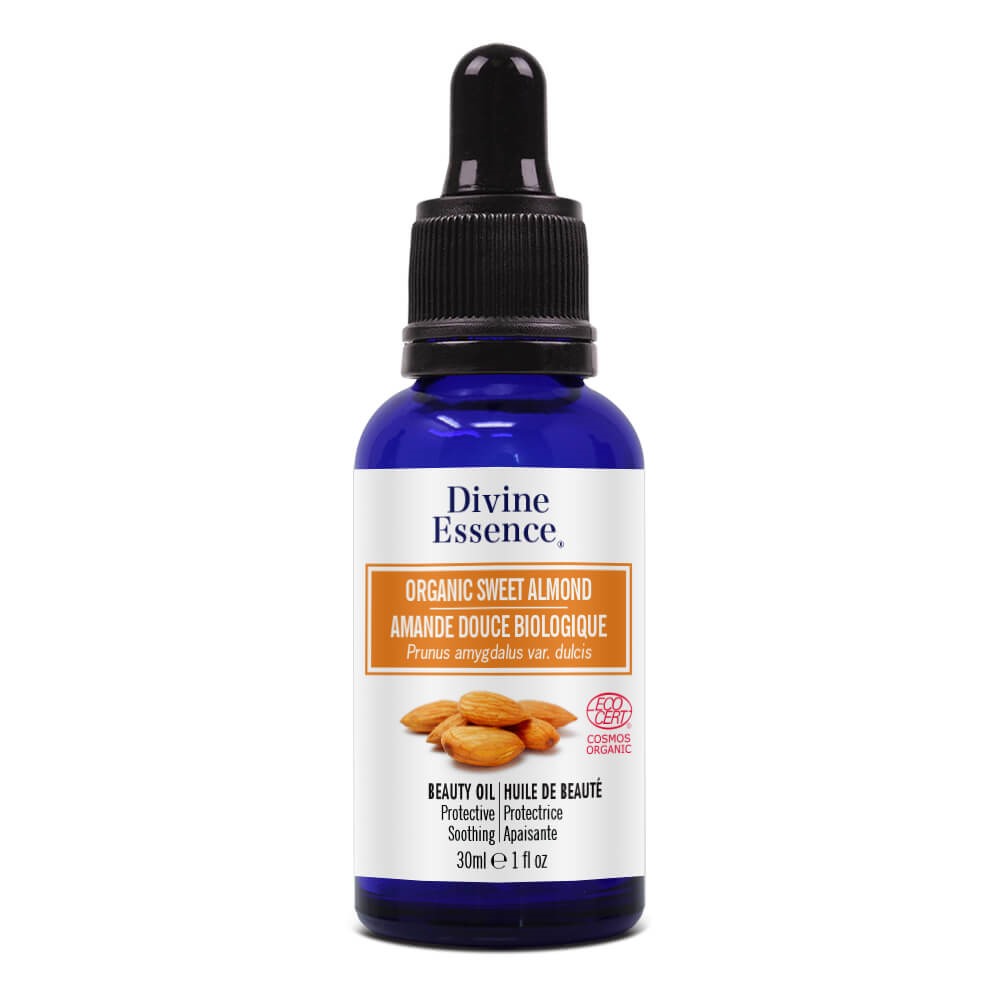 Divine
Essence®
ORGANIC SWEET ALMOND
AMANDE DOUCE BIOLOGIQUE
Prunus amygdalus var. dulcis
ECO
CERT®
COSMOS
ORGANIC
BEAUTY OIL | HUILE DE BEAUTÉ
Protective | Protectrice
Soothing | Apaisante
30ml ℮ 1 fl oz